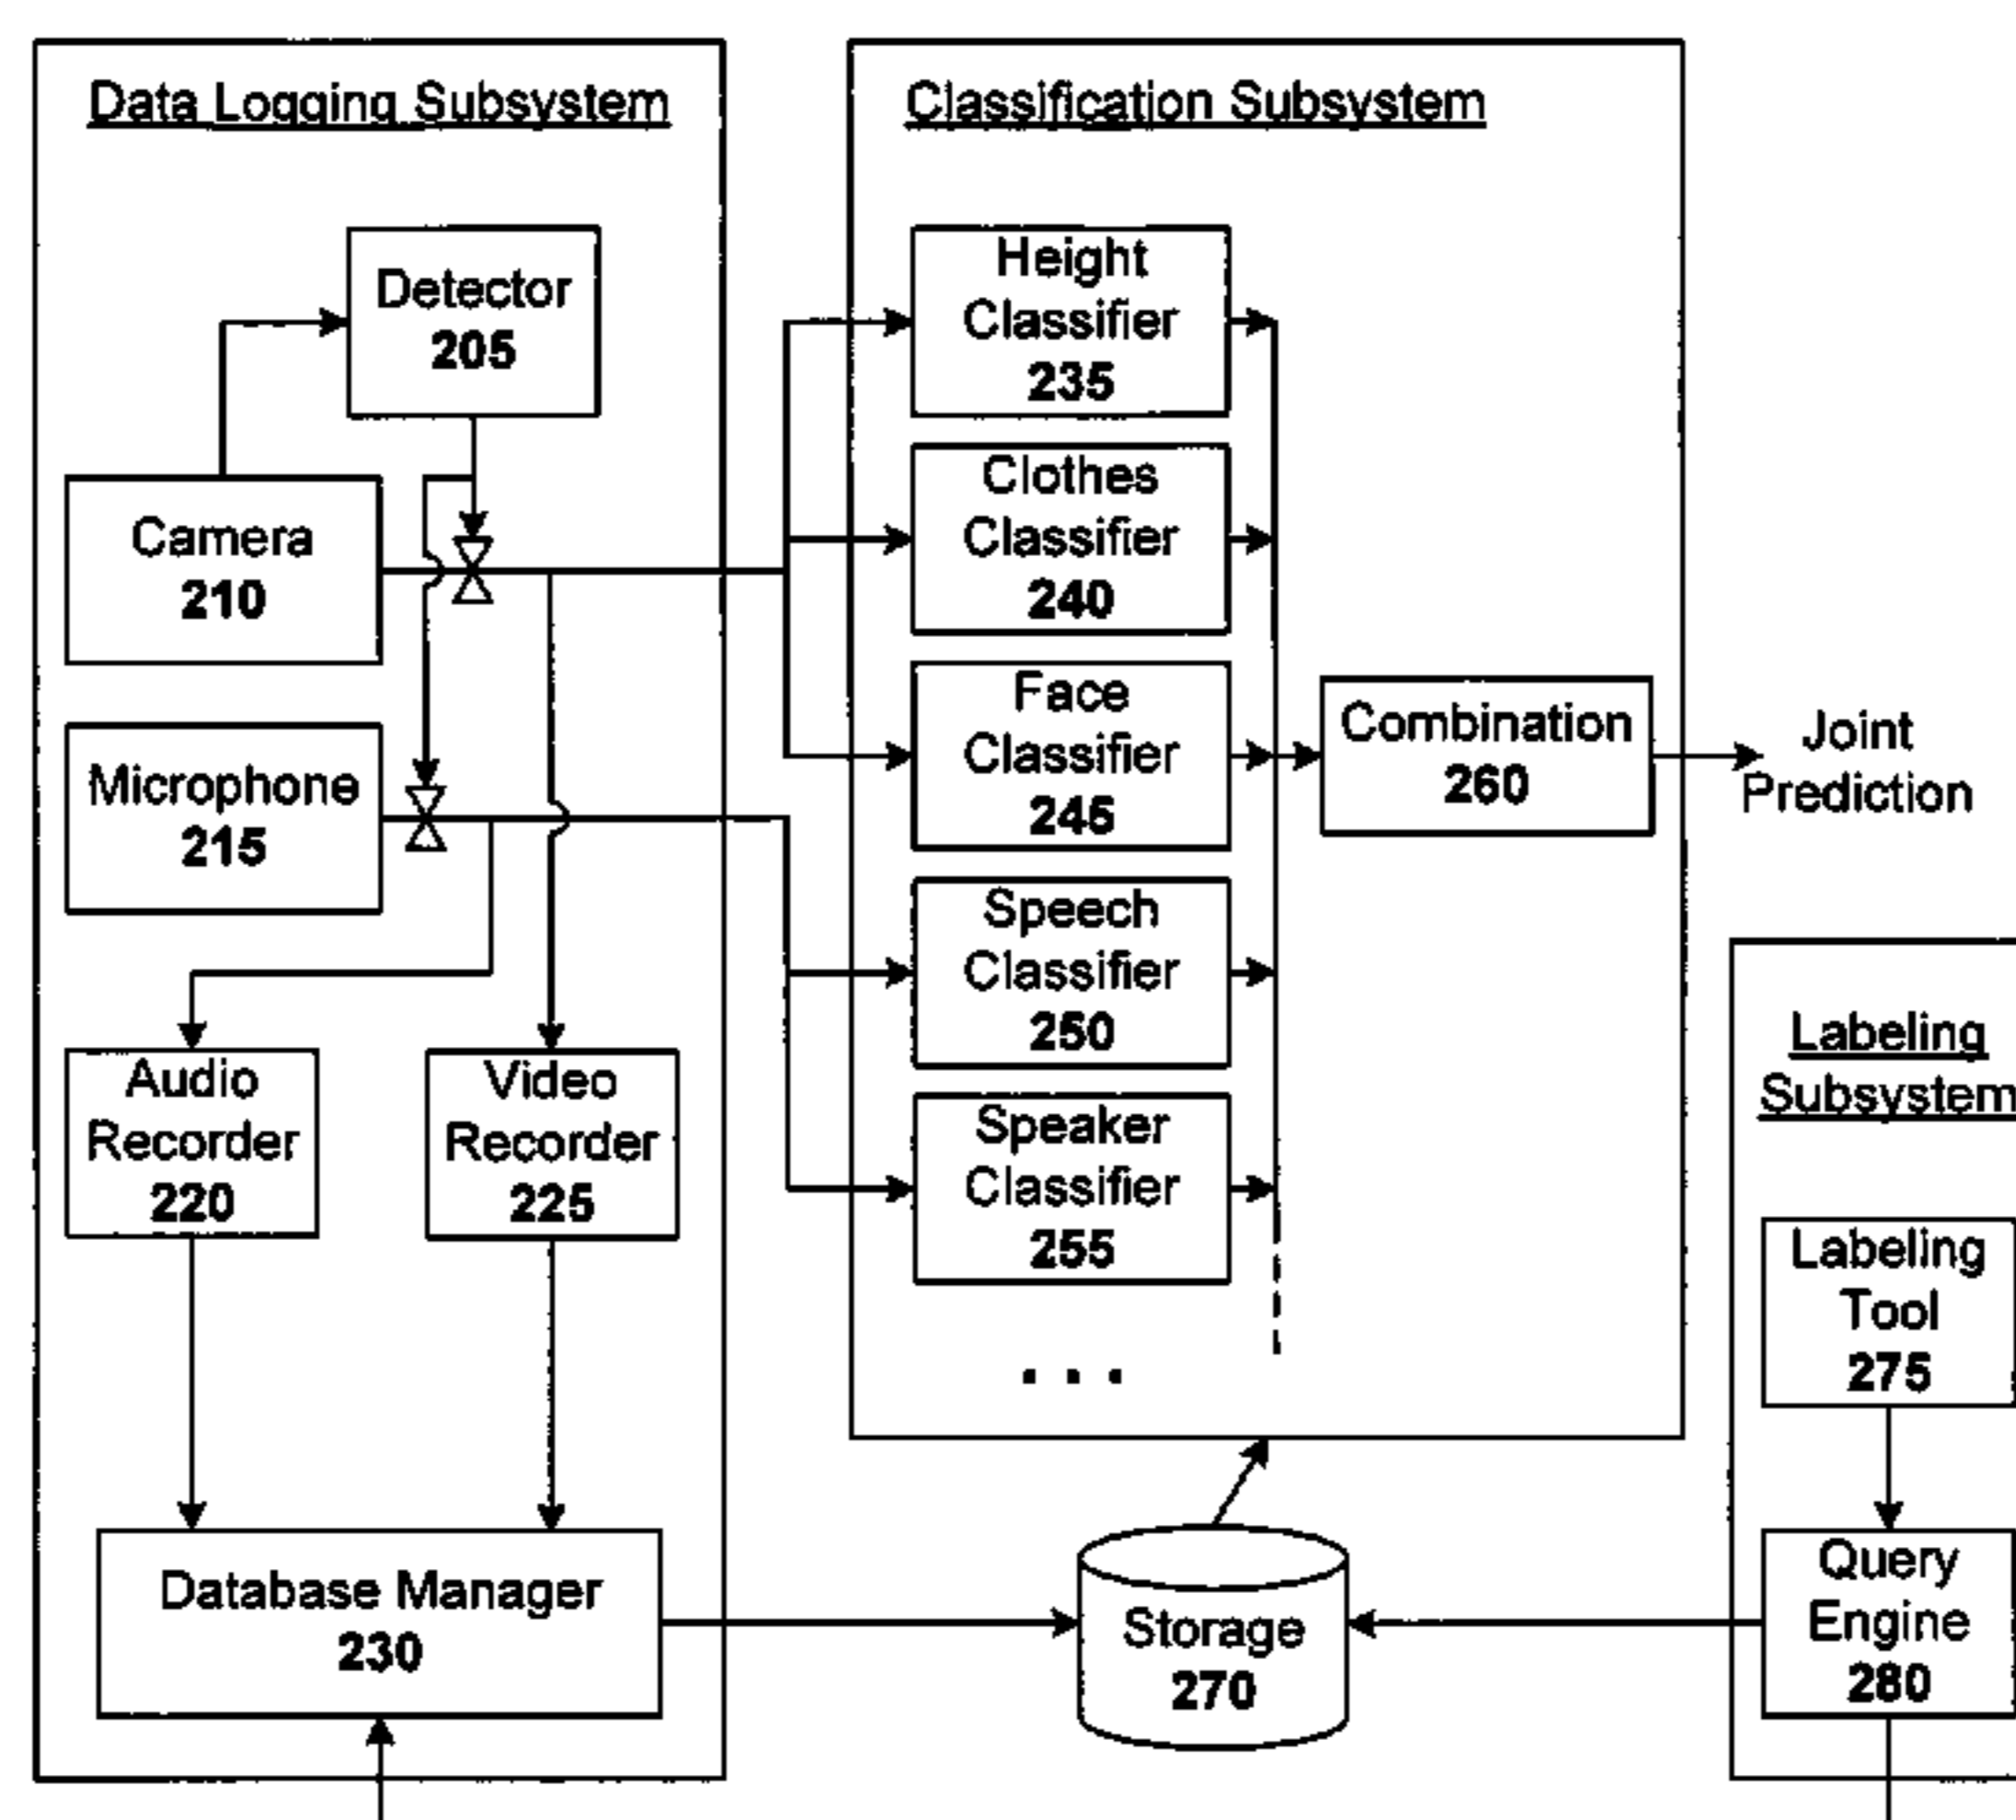 Data Logging Subsystem
Detector
205
Camera
210
Microphone
215
Audio
Recorder
220
Video
Recorder
225
Database Manager
230
Classification Subsystem
Height
Classifier
235
Clothes
Classifier
240
Face
Classifier
245
Speech
Classifier
250
Speaker
Classifier
255
. . .
Combination
260
Joint
Prediction
Storage
270
Labeling
Subsystem
Labeling
Tool
275
Query
Engine
280